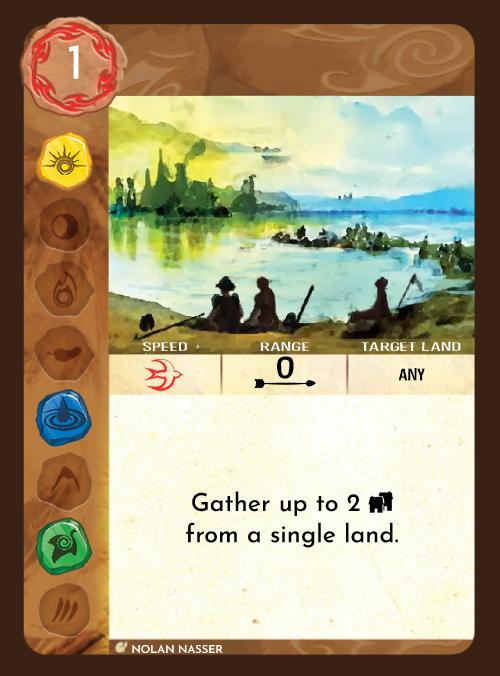 1
SPEED RANGE TARGET LAND
0 ANY
Gather up to 2
from a single land.
NOLAN NASSER